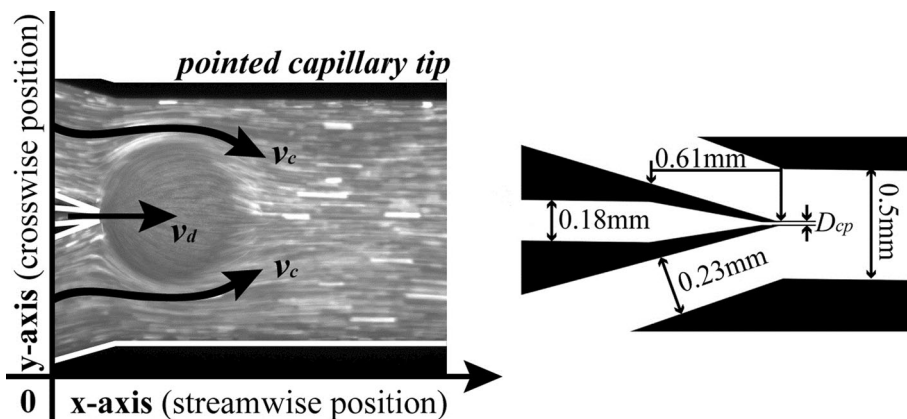 pointed capillary tip
y-axis (crosswise position)
v_c
v_d
v_c
0 x-axis (streamwise position)
0.61mm
0.18mm
D_cp
0.5mm
0.23mm